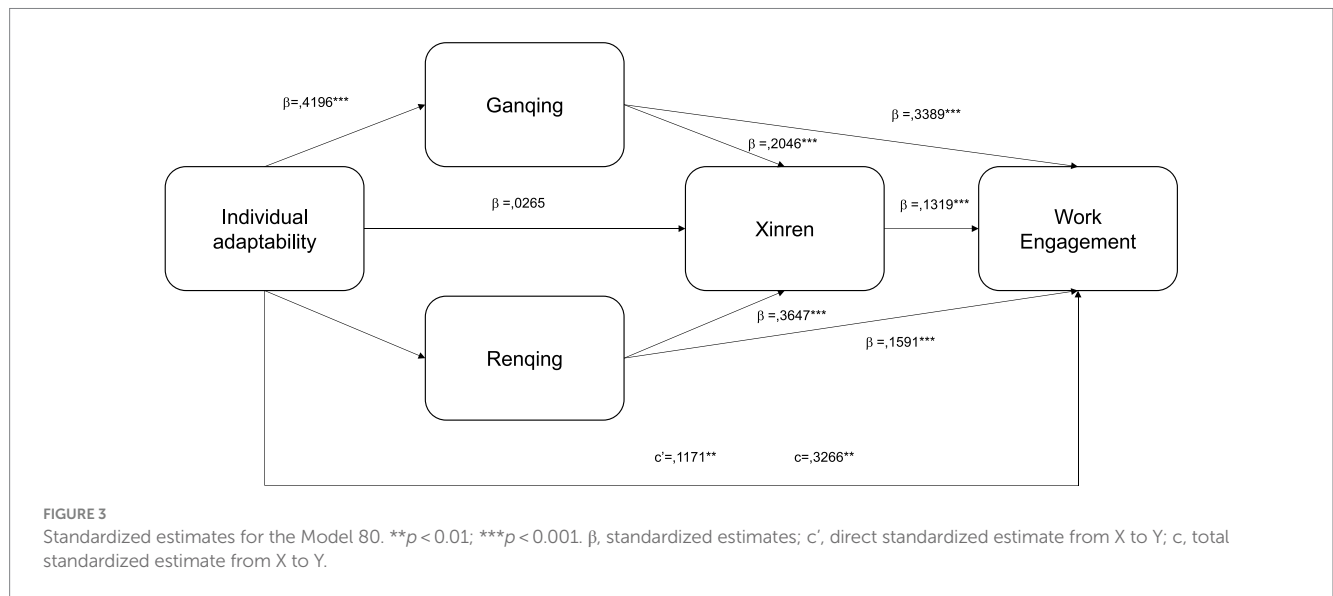 Ganqing
β=,4196***
β =,3389***
β =,2046***
Individual
adaptability
β =,0265
Xinren
β =,1319***
Work
Engagement
β =,3647***
β =,1591***
Renqing
c'=,1171**
c=,3266**
FIGURE 3
Standardized estimates for the Model 80. **p < 0.01; ***p < 0.001. β, standardized estimates; c′, direct standardized estimate from X to Y; c, total
standardized estimate from X to Y.